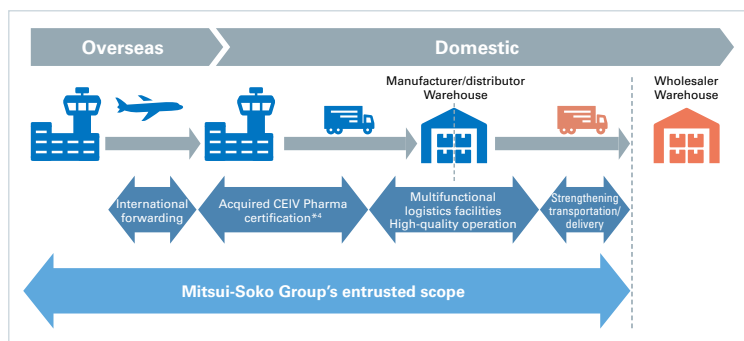 Overseas
Domestic
Manufacturer/distributor
Warehouse
Wholesaler
Warehouse
International
forwarding
Acquired CEIV Pharma
certification*4
Multifunctional
logistics facilities
High-quality operation
Strengthening
transportation/
delivery
Mitsui-Soko Group's entrusted scope